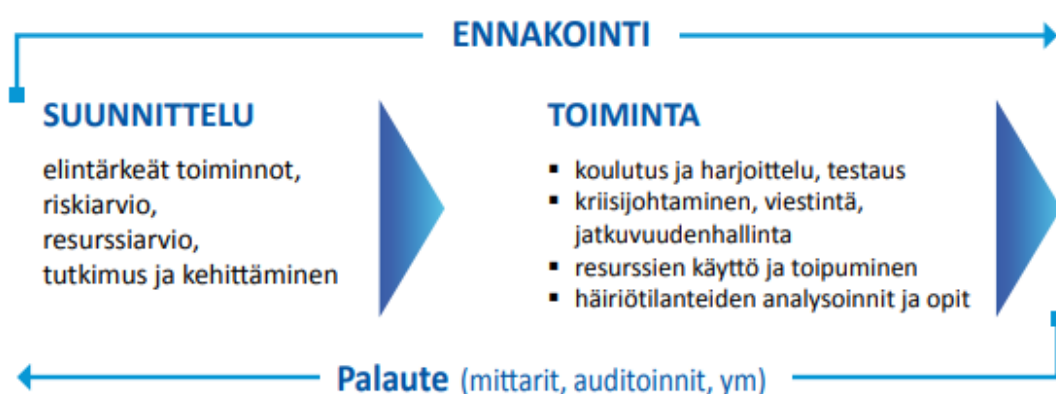 ENNAKOINTI
SUUNNITTELU
elintärkeät toiminnot,
riskiarvio,
resurssiarvio,
tutkimus ja kehittäminen
TOIMINTA
▪ koulutus ja harjoittelu, testaus
▪ kriisijohtaminen, viestintä,
jatkuvuudenhallinta
▪ resurssien käyttö ja toipuminen
▪ häiriötilanteiden analysoinnit ja opit
Palaute (mittarit, auditoinnit, ym)